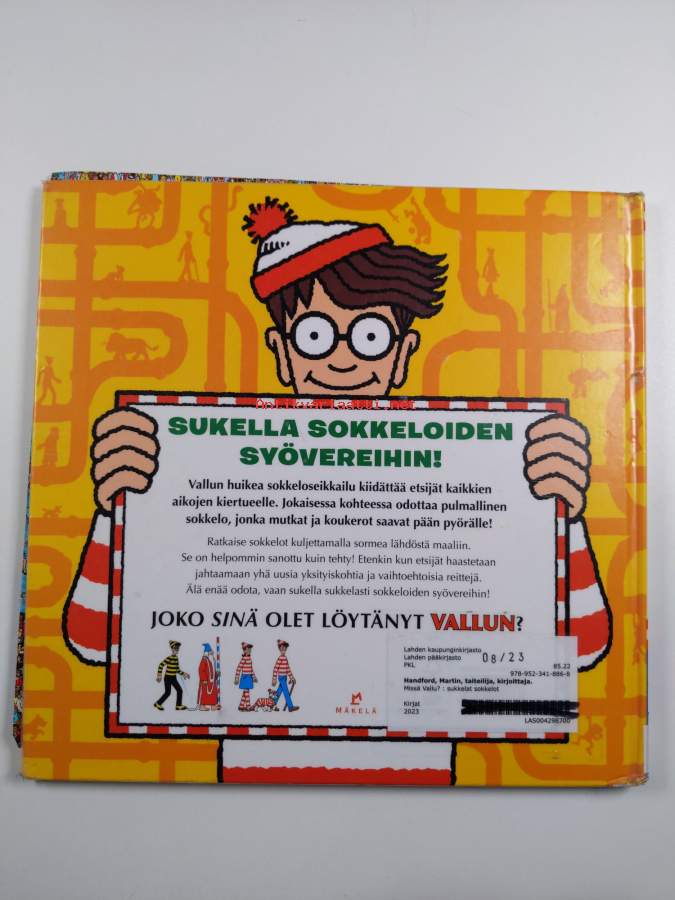 Antikvariaatti.net
SUKELLA SOKKELOIDEN
SYÖVEREIHIN!
Vallun huikea sokkeloseikkailu kiidättää etsijät kaikkien
aikojen kiertueelle. Jokaisessa kohteessa odottaa pulmallinen
sokkelo, jonka mutkat ja koukerot saavat pään pyörälle!
Ratkaise sokkelot kuljettamalla sormea lähdöstä maaliin.
Se on helpommin sanottu kuin tehty! Etenkin kun etsijät haastetaan
jahtaamaan yhä uusia yksityiskohtia ja vaihtoehtoisia reittejä.
Älä enää odota, vaan sukella sukkelasti sokkeloiden syövereihin!
JOKO SINÄ OLET LÖYTÄNYT VALLUN?
MÄKELÄ
Lahden kaupunginkirjasto
Lahden pääkirjasto 08/23
PKL 85.22
978-952-341-886-8
Handford, Martin, taiteilija, kirjoittaja.
Missä Vallu? : sukkelat sokkelot
Kirjat
2023
LAS004298700